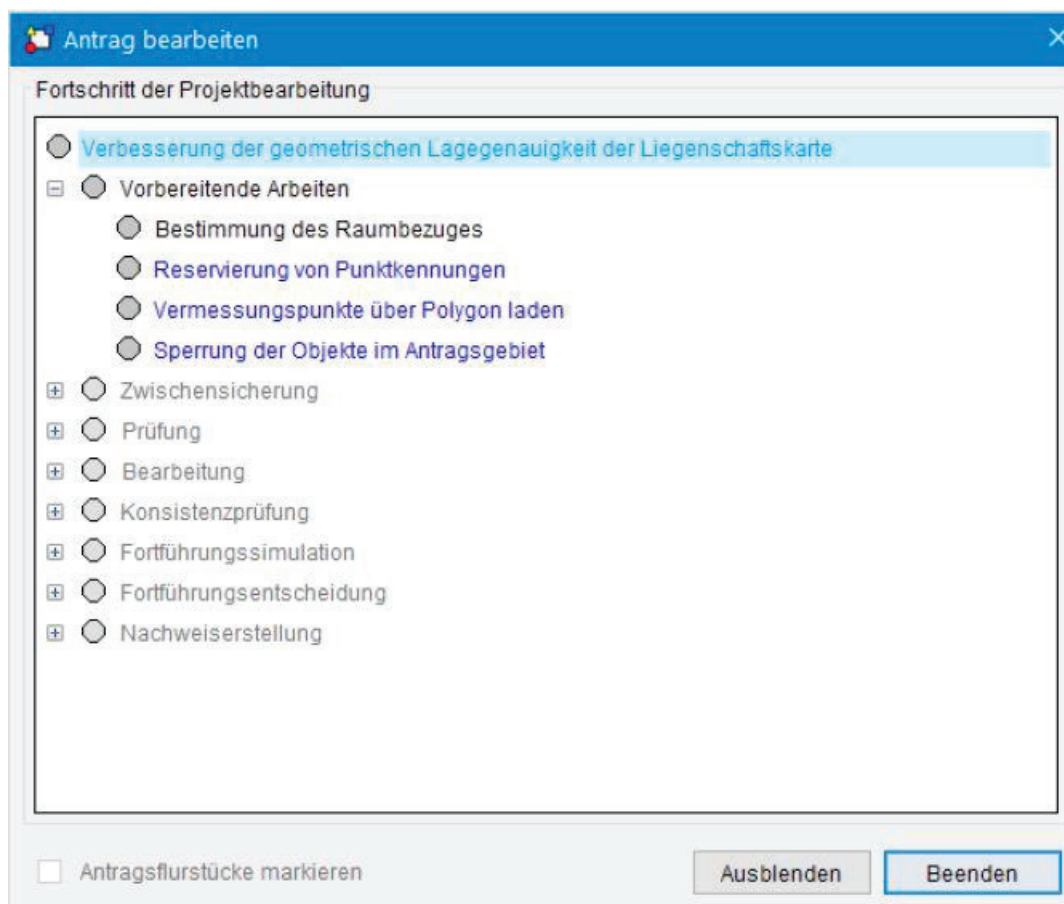 Antrag bearbeiten
Fortschritt der Projektbearbeitung
Verbesserung der geometrischen Lagegenauigkeit der Liegenschaftskarte
Vorbereitende Arbeiten
Bestimmung des Raumbezuges
Reservierung von Punktkennungen
Vermessungspunkte über Polygon laden
Sperrung der Objekte im Antragsgebiet
Zwischensicherung
Prüfung
Bearbeitung
Konsistenzprüfung
Fortführungssimulation
Fortführungsentscheidung
Nachweiserstellung
Antragsflurstücke markieren
Ausblenden
Beenden